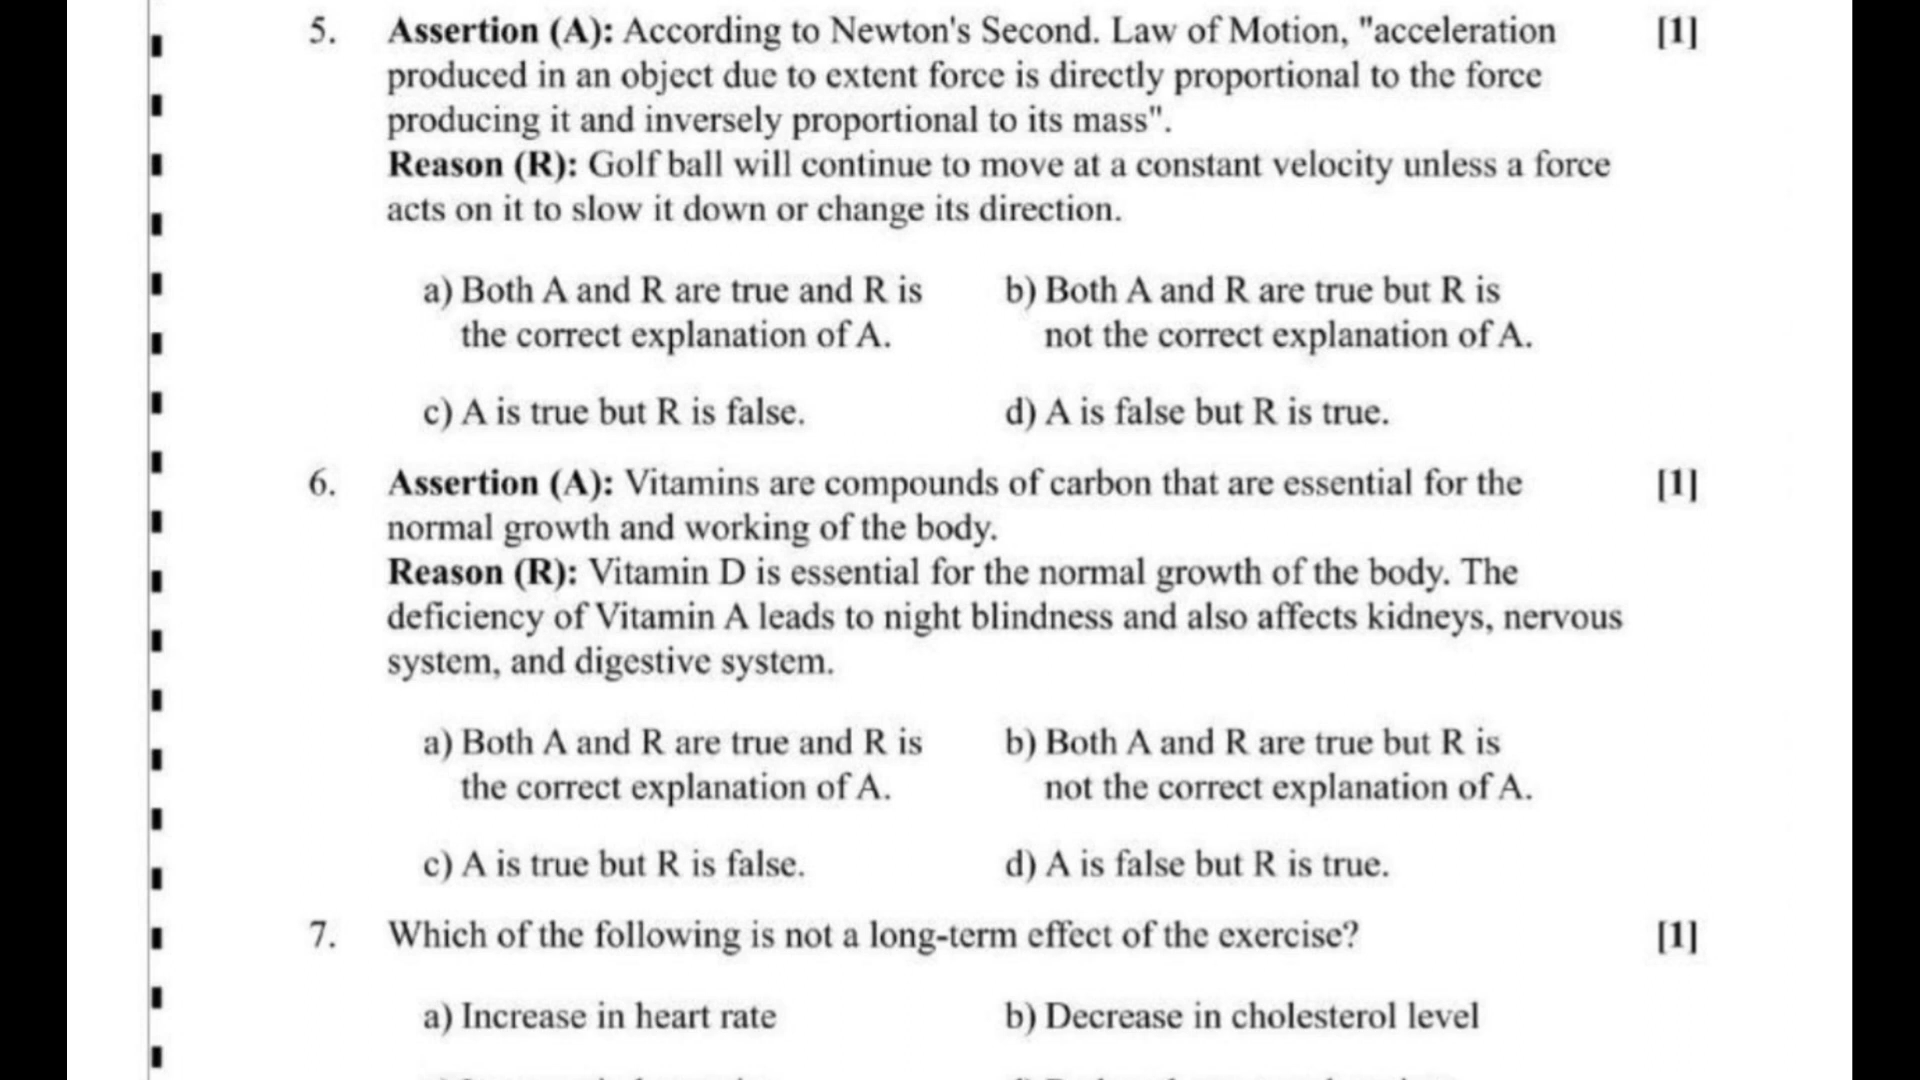 5. Assertion (A): According to Newton's Second. Law of Motion, "acceleration [1]
produced in an object due to extent force is directly proportional to the force
producing it and inversely proportional to its mass".
Reason (R): Golf ball will continue to move at a constant velocity unless a force
acts on it to slow it down or change its direction.
a) Both A and R are true and R is b) Both A and R are true but R is
the correct explanation of A. not the correct explanation of A.
c) A is true but R is false. d) A is false but R is true.
6. Assertion (A): Vitamins are compounds of carbon that are essential for the [1]
normal growth and working of the body.
Reason (R): Vitamin D is essential for the normal growth of the body. The
deficiency of Vitamin A leads to night blindness and also affects kidneys, nervous
system, and digestive system.
a) Both A and R are true and R is b) Both A and R are true but R is
the correct explanation of A. not the correct explanation of A.
c) A is true but R is false. d) A is false but R is true.
7. Which of the following is not a long-term effect of the exercise? [1]
a) Increase in heart rate b) Decrease in cholesterol level